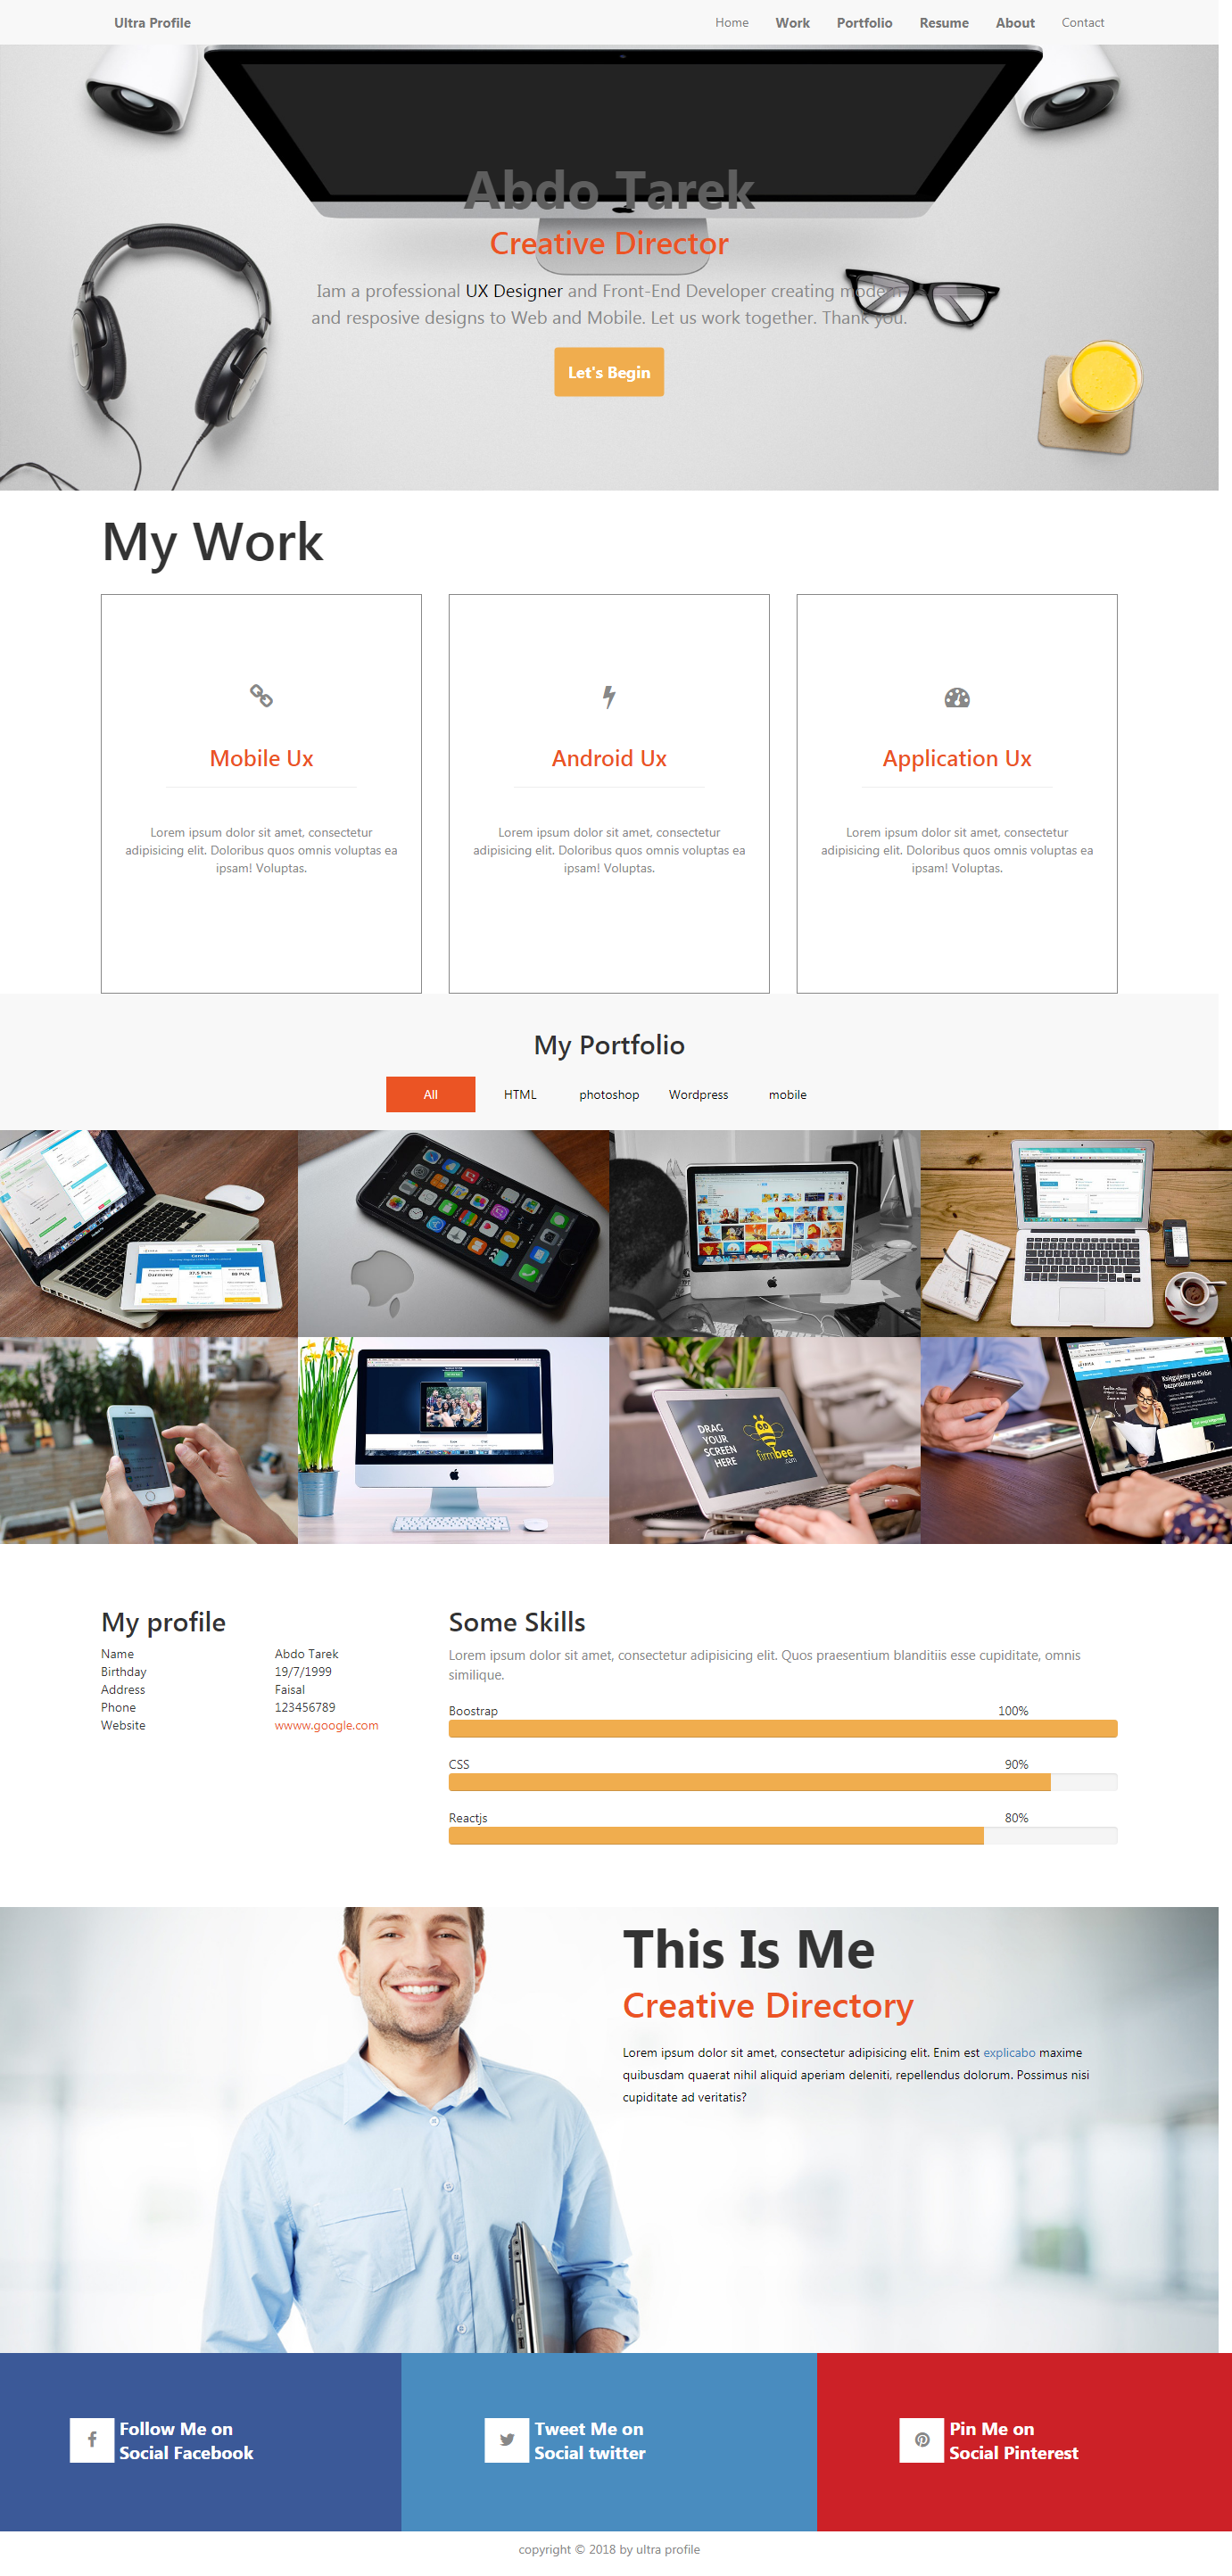 Ultra Profile
Home Work Portfolio Resume About Contact
Abdo Tarek
Creative Director
Iam a professional UX Designer and Front-End Developer creating modern
and resposive designs to Web and Mobile. Let us work together. Thank you.
Let's Begin
My Work
Mobile Ux
Lorem ipsum dolor sit amet, consectetur
adipisicing elit. Doloribus quos omnis voluptas ea
ipsam! Voluptas.
Android Ux
Lorem ipsum dolor sit amet, consectetur
adipisicing elit. Doloribus quos omnis voluptas ea
ipsam! Voluptas.
Application Ux
Lorem ipsum dolor sit amet, consectetur
adipisicing elit. Doloribus quos omnis voluptas ea
ipsam! Voluptas.
My Portfolio
All HTML photoshop Wordpress mobile
DRAG
YOUR
SCREEN
HERE
firmbee
.com
Księgujemy za Ciebie
bezproblemowo
My profile
Name Abdo Tarek
Birthday 19/7/1999
Address Faisal
Phone 123456789
Website wwww.google.com
Some Skills
Lorem ipsum dolor sit amet, consectetur adipisicing elit. Quos praesentium blanditiis esse cupiditate, omnis
similique.
Boostrap 100%
CSS 90%
Reactjs 80%
This Is Me
Creative Directory
Lorem ipsum dolor sit amet, consectetur adipisicing elit. Enim est explicabo maxime
quibusdam quaerat nihil aliquid aperiam deleniti, repellendus dolorum. Possimus nisi
cupiditate ad veritatis?
Follow Me on
Social Facebook
Tweet Me on
Social twitter
Pin Me on
Social Pinterest
copyright © 2018 by ultra profile